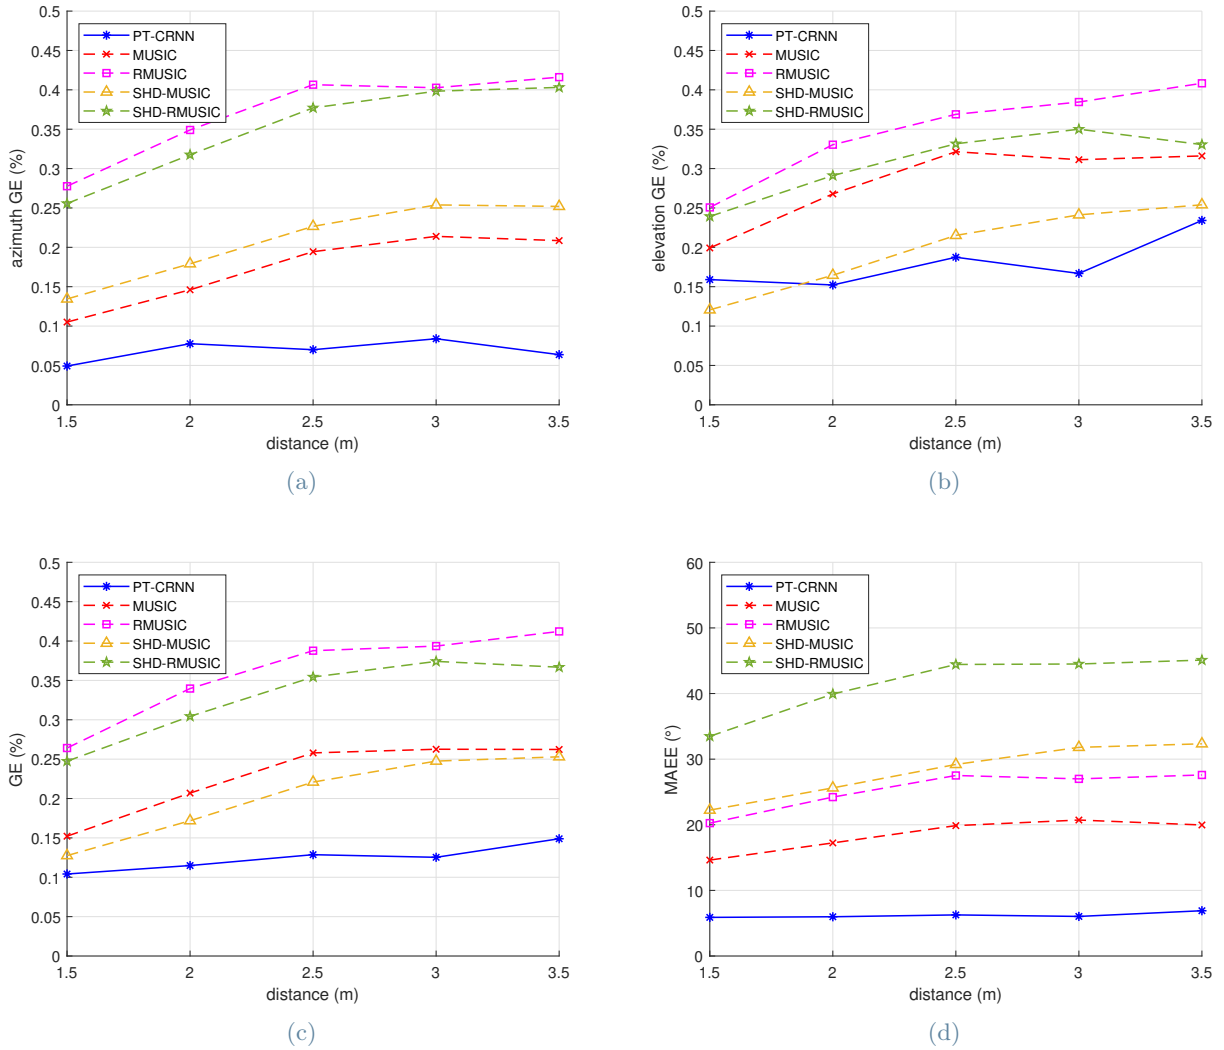 0.5
0.45
0.4
0.35
0.3
0.25
0.2
0.15
0.1
0.05
0
azimuth GE (%)
PT-CRNN
MUSIC
RMUSIC
SHD-MUSIC
SHD-RMUSIC
1.5 2 2.5 3 3.5
distance (m)
(a)
0.5
0.45
0.4
0.35
0.3
0.25
0.2
0.15
0.1
0.05
0
elevation GE (%)
PT-CRNN
MUSIC
RMUSIC
SHD-MUSIC
SHD-RMUSIC
1.5 2 2.5 3 3.5
distance (m)
(b)
0.5
0.45
0.4
0.35
0.3
0.25
0.2
0.15
0.1
0.05
0
GE (%)
PT-CRNN
MUSIC
RMUSIC
SHD-MUSIC
SHD-RMUSIC
1.5 2 2.5 3 3.5
distance (m)
(c)
60
50
40
30
20
10
0
MAEE (°)
PT-CRNN
MUSIC
RMUSIC
SHD-MUSIC
SHD-RMUSIC
1.5 2 2.5 3 3.5
distance (m)
(d)